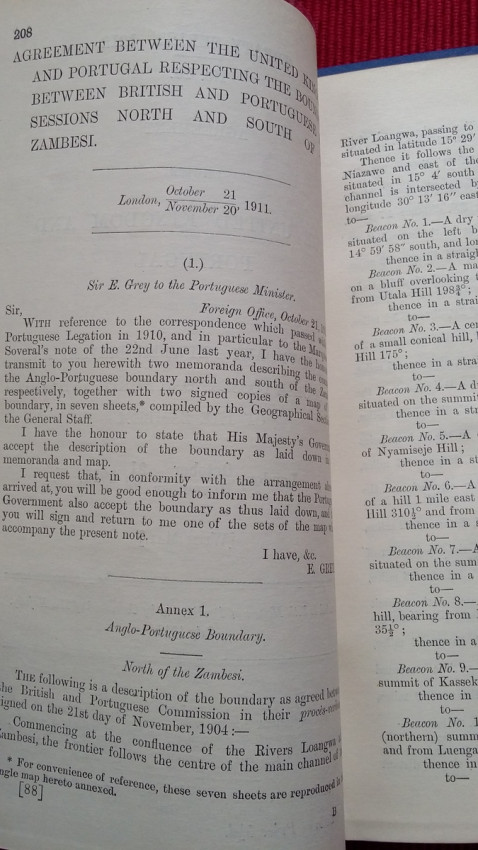 208
AGREEMENT BETWEEN THE UNITED
AND PORTUGAL RESPECTING THE
BETWEEN BRITISH AND PORTUGUESE
SESSIONS NORTH AND SOUTH OF
ZAMBESI.
October 21
London, November 20, 1911.
(1.)
Sir E. Grey to the Portuguese Minister.
Foreign Office, October 21,
Sir,
WITH reference to the correspondence which passed
Portuguese Legation in 1910, and in particular to the
Soveral's note of the 22nd June last year, I have the
transmit to you herewith two memoranda describing the
the Anglo-Portuguese boundary north and south of the
respectively, together with two signed copies of a map
boundary, in seven sheets,* compiled by the Geographical
the General Staff.
I have the honour to state that His Majesty's
accept the description of the boundary as laid down
memoranda and map.
I request that, in conformity with the arrangement
arrived at, you will be good enough to inform me that the
Government also accept the boundary as thus laid down,
you will sign and return to me one of the sets of the map
accompany the present note.
I have, &c.
E. GREY
Annex 1.
Anglo-Portuguese Boundary.
North of the Zambesi.
THE following is a description of the boundary as agreed
the British and Portuguese Commission in their
signed on the 21st day of November, 1904:—
Commencing at the confluence of the Rivers Loangwa
Zambesi, the frontier follows the centre of the main channel of
* For convenience of reference, these seven sheets are reproduced
single map hereto annexed.
[88]
B
River Loangwa, passing to
situated in latitude 15° 29'
Thence it follows the
Niazawe and east of the
situated in 15° 4' south
channel is intersected
longitude 30° 13' 16" east
to—
Beacon No. 1.—A dry
situated on the left
14° 59' 58" south, and
thence in a straight
Beacon No. 2.—A
on a bluff overlooking
from Utala Hill 198¾°;
thence in a
to—
Beacon No. 3.—A
of a small conical hill,
Hill 175°;
thence in a
to—
Beacon No. 4.—A
situated on the summit
thence in a
to—
Beacon No. 5.—A
of Nyamiseje Hill;
thence in a
to—
Beacon No. 6.—A
of a hill 1 mile east
Hill 310½° and from
thence in a
to—
Beacon No. 7.—A
situated on the
thence in a
to—
Beacon No. 8.—
hill, bearing from
35½°;
thence in a
to—
Beacon No. 9.—
summit of
thence in
to—
Beacon No.
(northern)
and from
thence in
to—